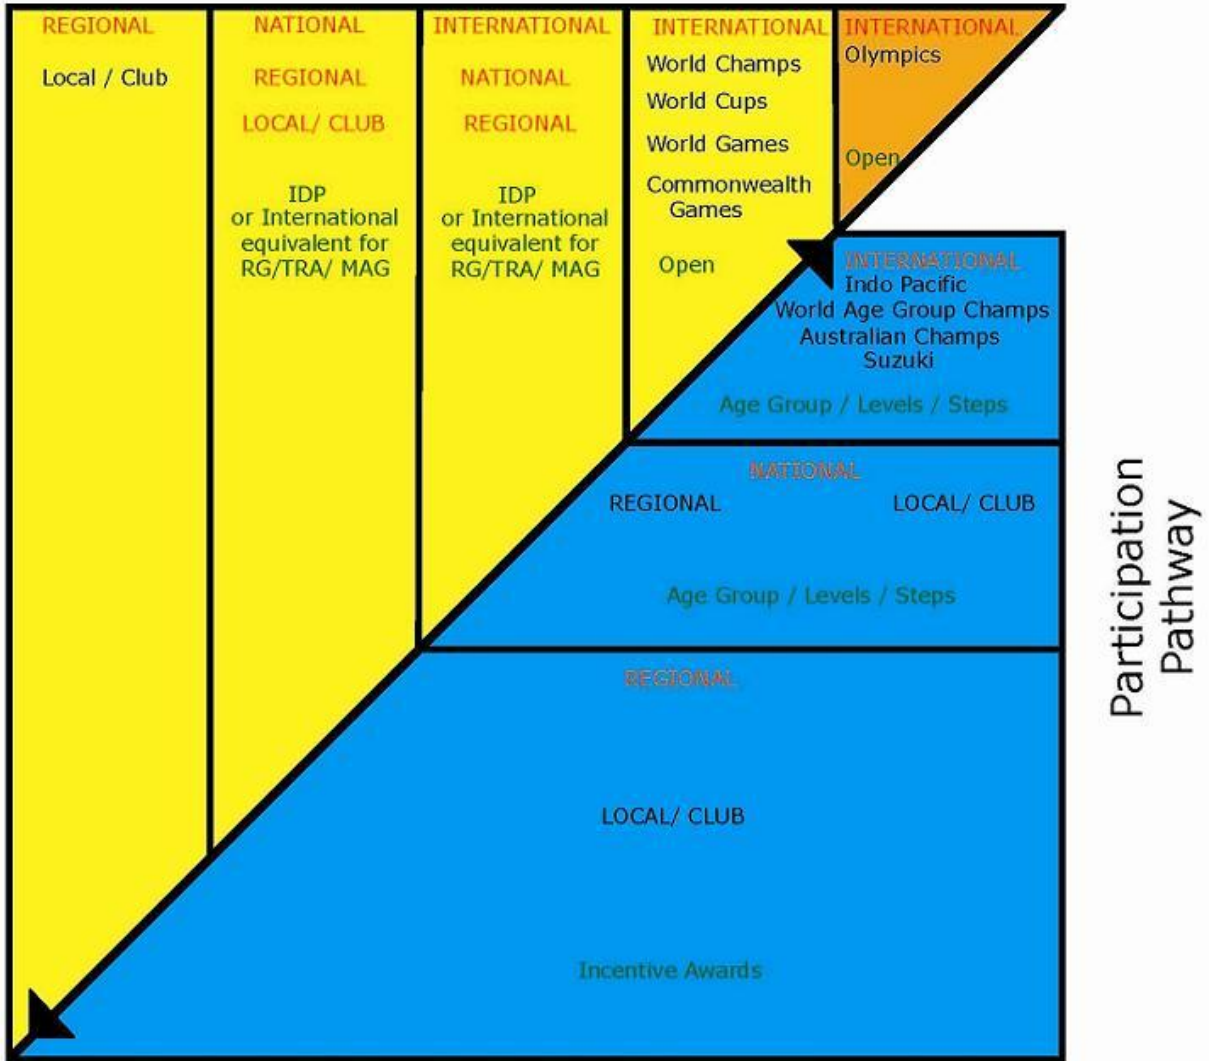 REGIONAL
Local / Club
NATIONAL
REGIONAL
LOCAL/ CLUB
IDP
or International
equivalent for
RG/TRA/ MAG
INTERNATIONAL
NATIONAL
REGIONAL
IDP
or International
equivalent for
RG/TRA/ MAG
INTERNATIONAL
World Champs
World Cups
World Games
Commonwealth
Games
Open
INTERNATIONAL
Olympics
Open
INTERNATIONAL
Indo Pacific
World Age Group Champs
Australian Champs
Suzuki
Age Group / Levels / Steps
NATIONAL
REGIONAL LOCAL/ CLUB
Age Group / Levels / Steps
REGIONAL
LOCAL/ CLUB
Incentive Awards
Participation
Pathway